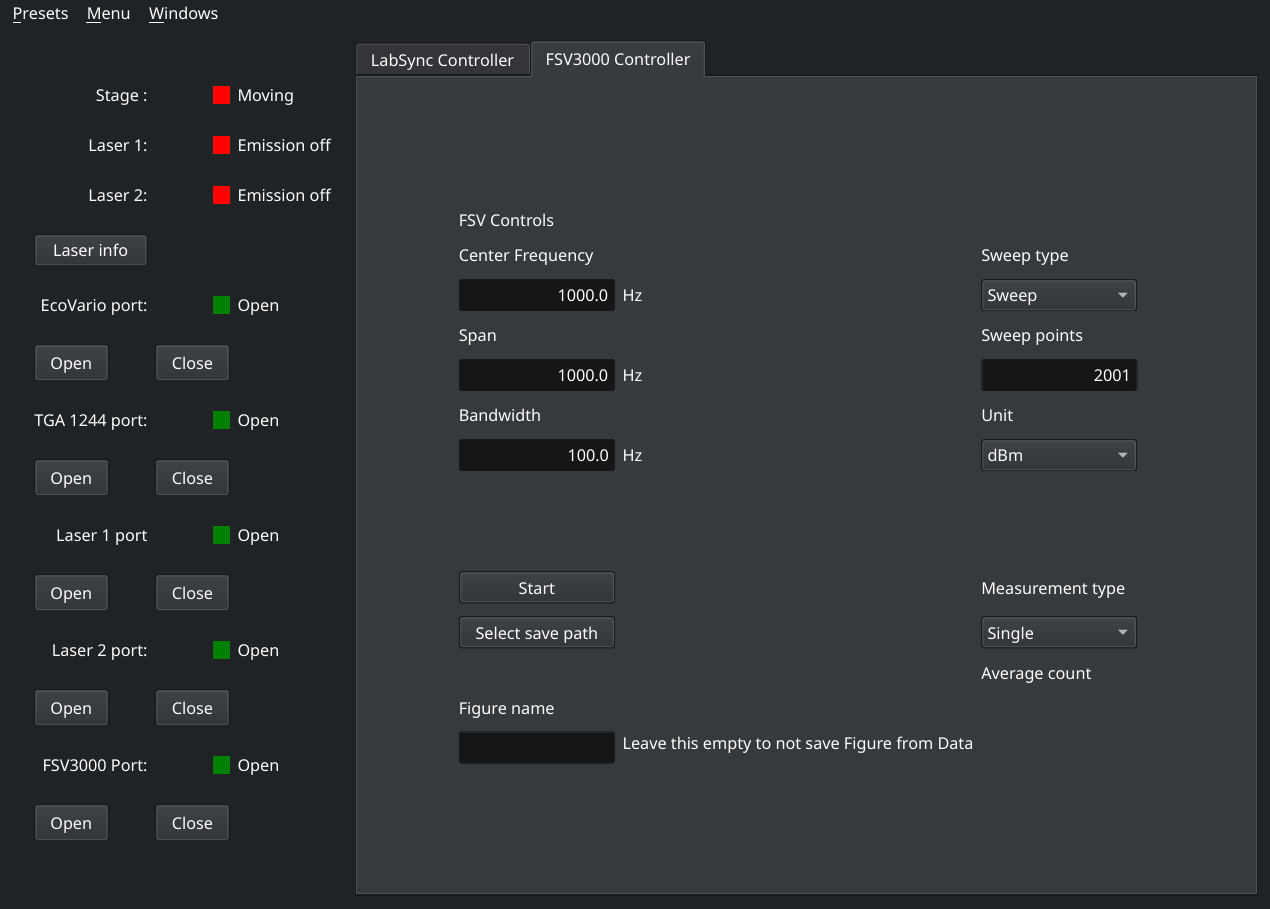 Presets Menu Windows
LabSync Controller FSV3000 Controller
Stage : Moving
Laser 1: Emission off
Laser 2: Emission off
Laser info
EcoVario port: Open
Open Close
TGA 1244 port: Open
Open Close
Laser 1 port Open
Open Close
Laser 2 port: Open
Open Close
FSV3000 Port: Open
Open Close
FSV Controls
Center Frequency Sweep type
1000.0 Hz Sweep
Span Sweep points
1000.0 Hz 2001
Bandwidth Unit
100.0 Hz dBm
Start Measurement type
Select save path Single
Average count
Figure name
Leave this empty to not save Figure from Data